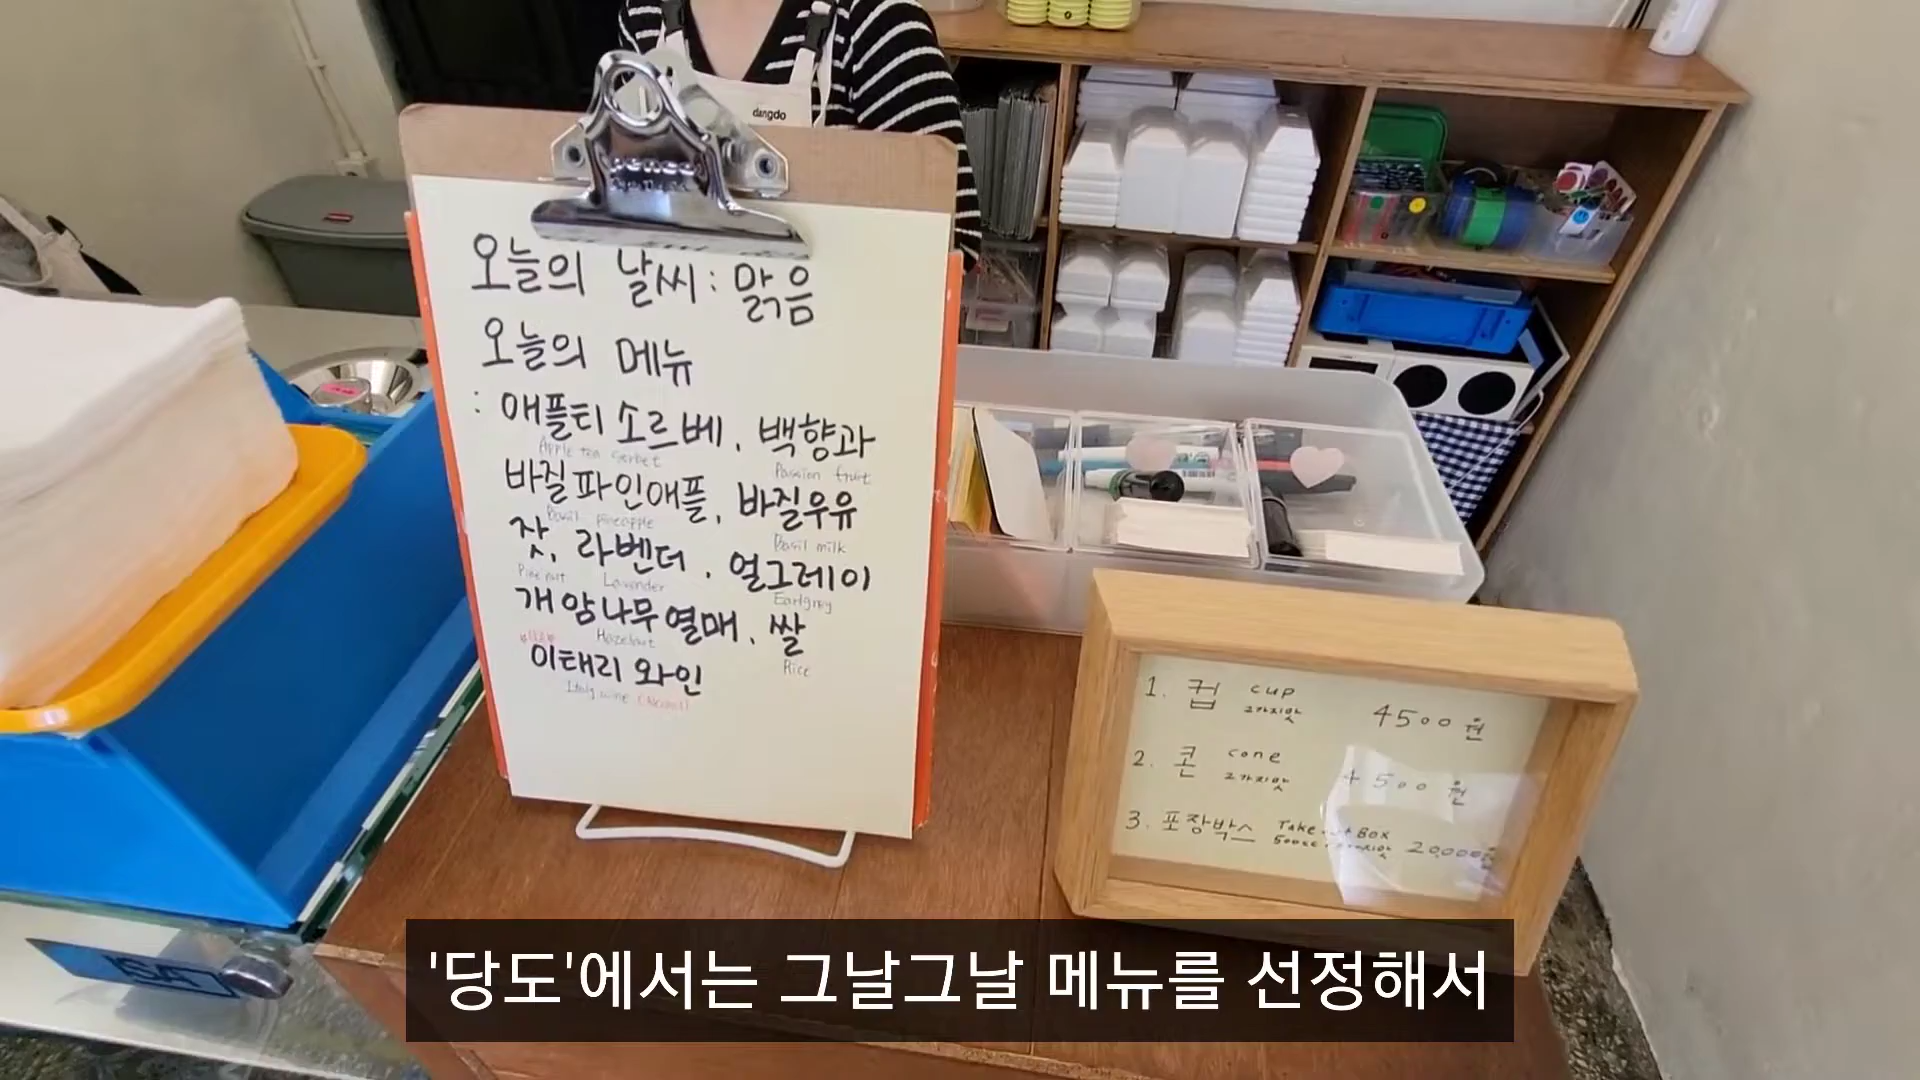 dangdo
오늘의 날씨 : 맑음
오늘의 메뉴
: 애플티 소르베, 백향과
Apple tea sorbet Passion fruit
바질파인애플, 바질우유
Basil pineapple Basil milk
잣, 라벤더, 얼그레이
Pine nut Lavender Earlgrey
개암나무열매, 쌀
Hazelnut Rice
이태리 와인
Italy wine
1. 컵 cup 4500원
2가지맛
2. 콘 cone 4500원
2가지맛
3. 포장박스 Take out Box 20,000원
500cc
'당도'에서는 그날그날 메뉴를 선정해서